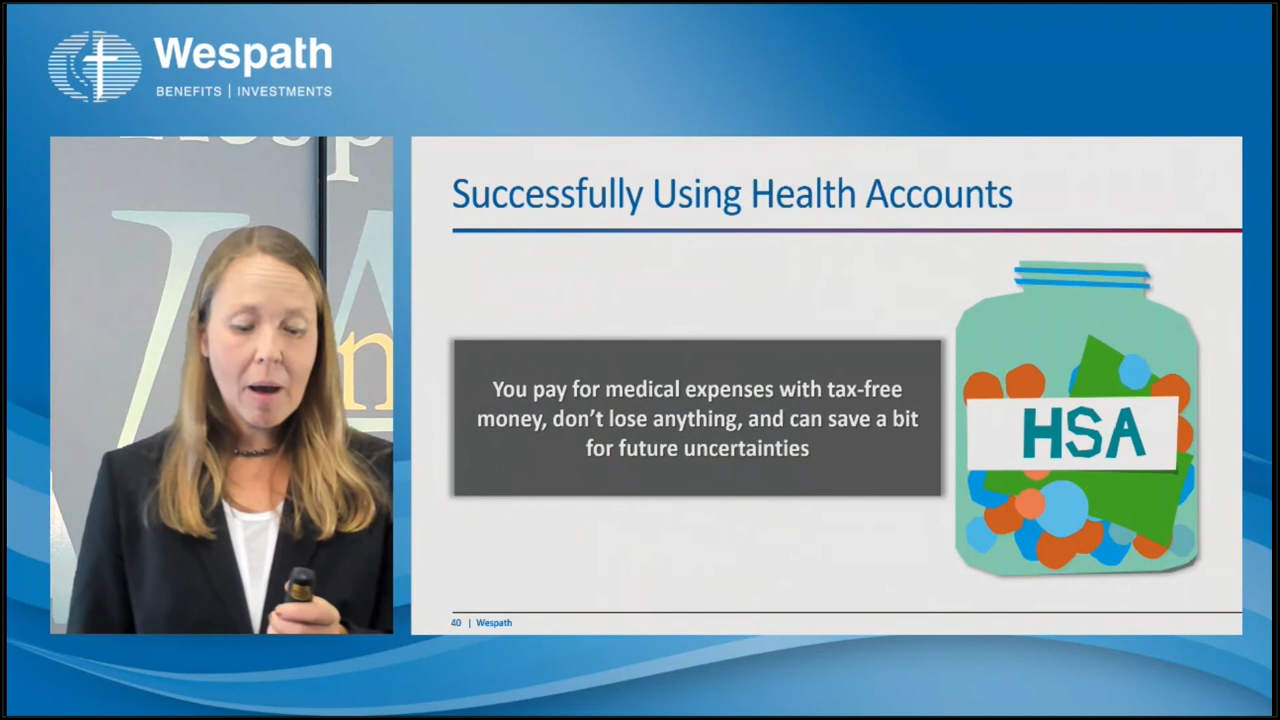 Wespath
BENEFITS | INVESTMENTS
Successfully Using Health Accounts
You pay for medical expenses with tax-free
money, don't lose anything, and can save a bit
for future uncertainties
HSA
40 | Wespath